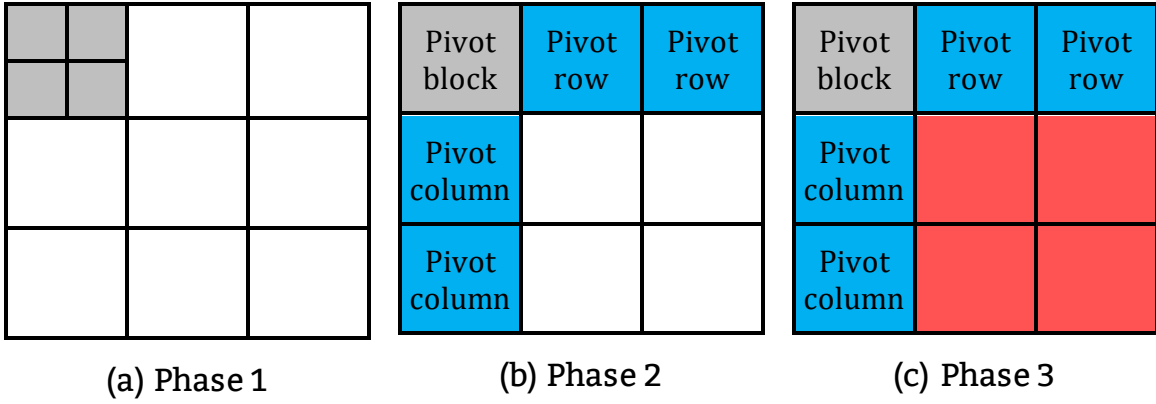 Pivot
block
Pivot
row
Pivot
row
Pivot
column
Pivot
column
Pivot
block
Pivot
row
Pivot
row
Pivot
column
Pivot
column
(a) Phase 1
(b) Phase 2
(c) Phase 3